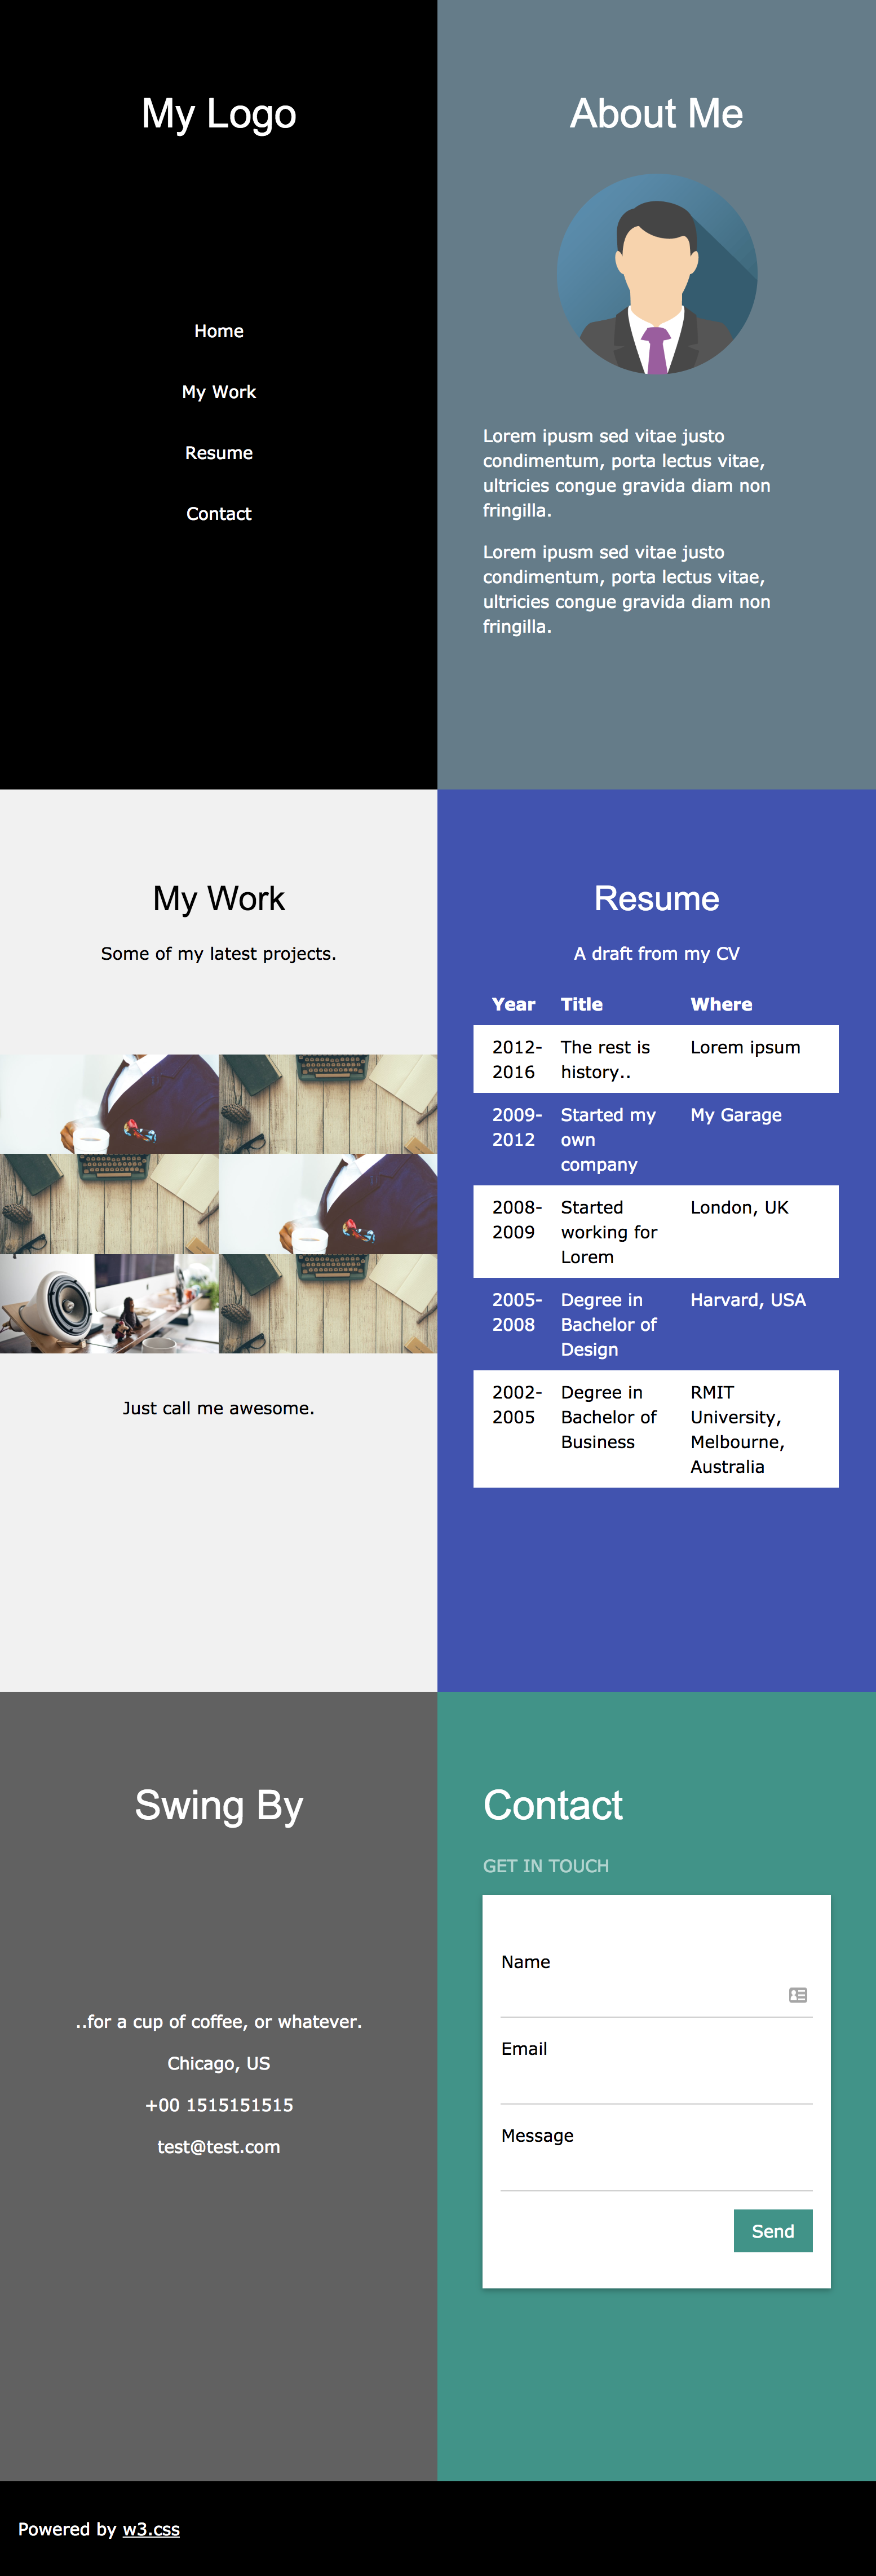 My Logo
Home
My Work
Resume
Contact
About Me
Lorem ipusm sed vitae justo
condimentum, porta lectus vitae,
ultricies congue gravida diam non
fringilla.
Lorem ipusm sed vitae justo
condimentum, porta lectus vitae,
ultricies congue gravida diam non
fringilla.
My Work
Some of my latest projects.
Just call me awesome.
Resume
A draft from my CV
Year Title Where
2012- The rest is Lorem ipsum
2016 history..
2009- Started my My Garage
2012 own
company
2008- Started London, UK
2009 working for
Lorem
2005- Degree in Harvard, USA
2008 Bachelor of
Design
2002- Degree in RMIT
2005 Bachelor of University,
Business Melbourne,
Australia
Swing By
..for a cup of coffee, or whatever.
Chicago, US
+00 1515151515
test@test.com
Contact
GET IN TOUCH
Name
Email
Message
Send
Powered by w3.css